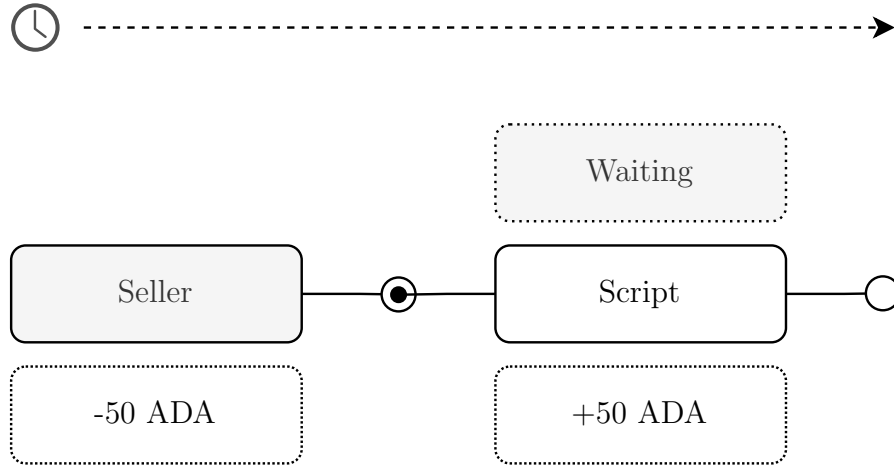 Waiting
Seller
Script
-50 ADA
+50 ADA